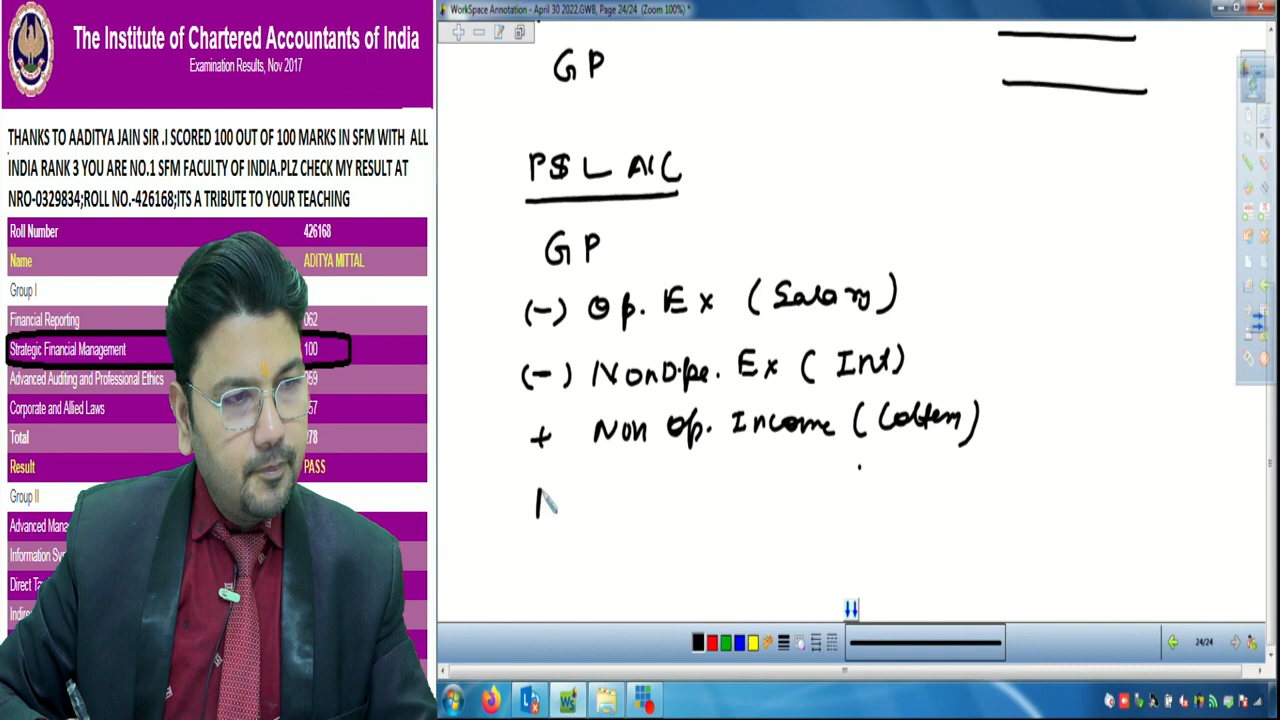 The Institute of Chartered Accountants of India
Examination Results, Nov 2017
THANKS TO AADITYA JAIN SIR .I SCORED 100 OUT OF 100 MARKS IN SFM WITH ALL
INDIA RANK 3 YOU ARE NO.1 SFM FACULTY OF INDIA.PLZ CHECK MY RESULT AT
NRO-0329834;ROLL NO.-426168;ITS A TRIBUTE TO YOUR TEACHING
Roll Number 426168
Name ADITYA MITTAL
Group I
Financial Reporting 062
Strategic Financial Management 100
Advanced Auditing and Professional Ethics
Corporate and Allied Laws
Total
Result PASS
Group II
Advanced
Information
Direct
WorkSpace Annotation - April 30 2022.GWB, Page 24/24 (Zoom 100%) *
GP
P$L A/C
GP
(-) Op. Ex (Salary)
(-) Non Ope. Ex (Int)
+ Non Op. Income (
24/24